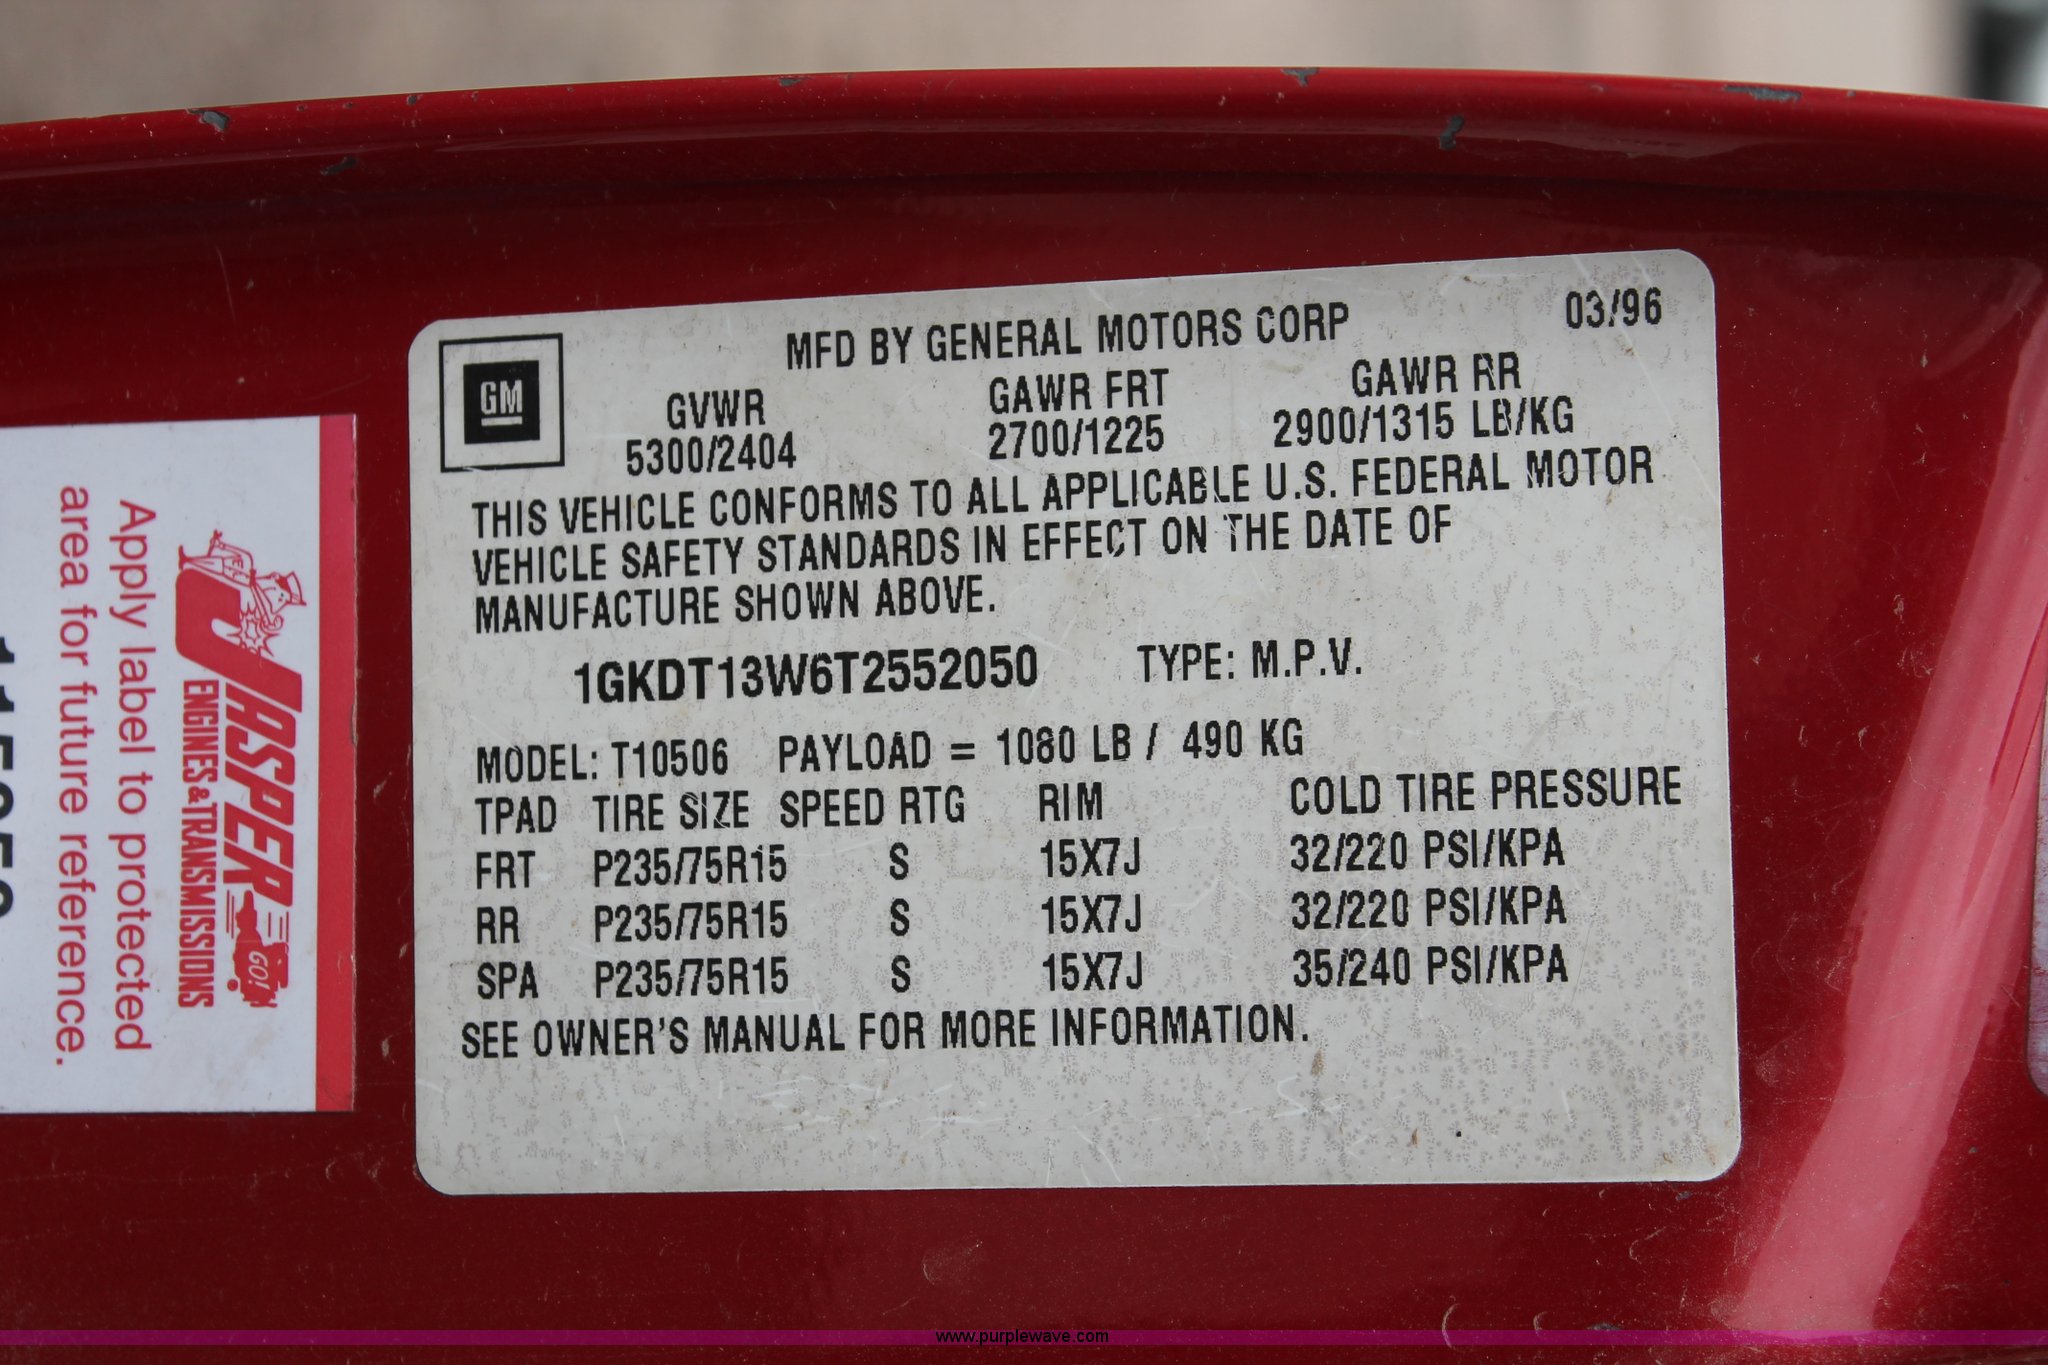 GM
MFD BY GENERAL MOTORS CORP 03/96
GVWR GAWR FRT GAWR RR
5300/2404 2700/1225 2900/1315 LB/KG
THIS VEHICLE CONFORMS TO ALL APPLICABLE U.S. FEDERAL MOTOR
VEHICLE SAFETY STANDARDS IN EFFECT ON THE DATE OF
MANUFACTURE SHOWN ABOVE.
1GKDT13W6T2552050 TYPE: M.P.V.
MODEL: T10506 PAYLOAD = 1080 LB / 490 KG
TPAD TIRE SIZE SPEED RTG RIM COLD TIRE PRESSURE
FRT P235/75R15 S 15X7J 32/220 PSI/KPA
RR P235/75R15 S 15X7J 32/220 PSI/KPA
SPA P235/75R15 S 15X7J 35/240 PSI/KPA
SEE OWNER'S MANUAL FOR MORE INFORMATION.
JASPER
ENGINES & TRANSMISSIONS
GO!
Apply label to protected
area for future reference.
www.purplewave.com